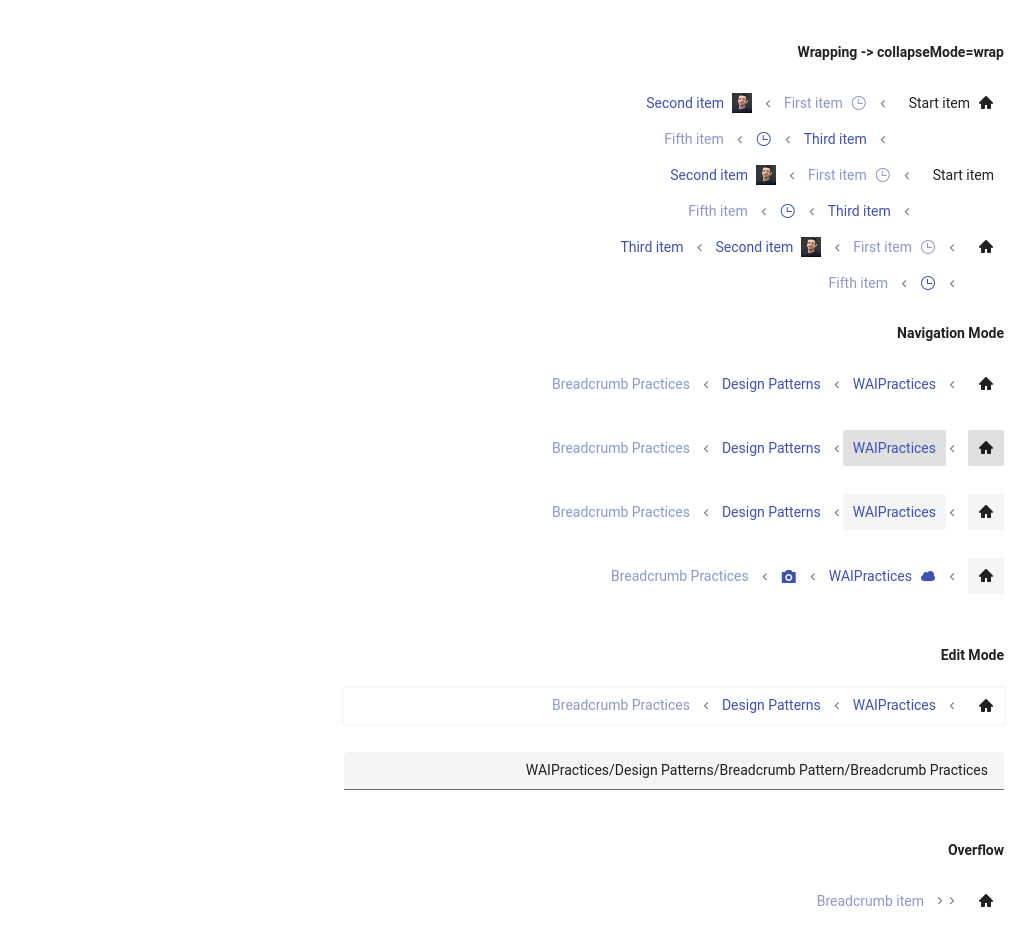 Wrapping -> collapseMode=wrap
Start item First item Second item
Third item Fifth item
Start item First item Second item
Third item Fifth item
First item Second item Third item
Fifth item
Navigation Mode
WAIPractices Design Patterns Breadcrumb Practices
WAIPractices Design Patterns Breadcrumb Practices
WAIPractices Design Patterns Breadcrumb Practices
WAIPractices Breadcrumb Practices
Edit Mode
WAIPractices Design Patterns Breadcrumb Practices
WAIPractices/Design Patterns/Breadcrumb Pattern/Breadcrumb Practices
Overflow
Breadcrumb item